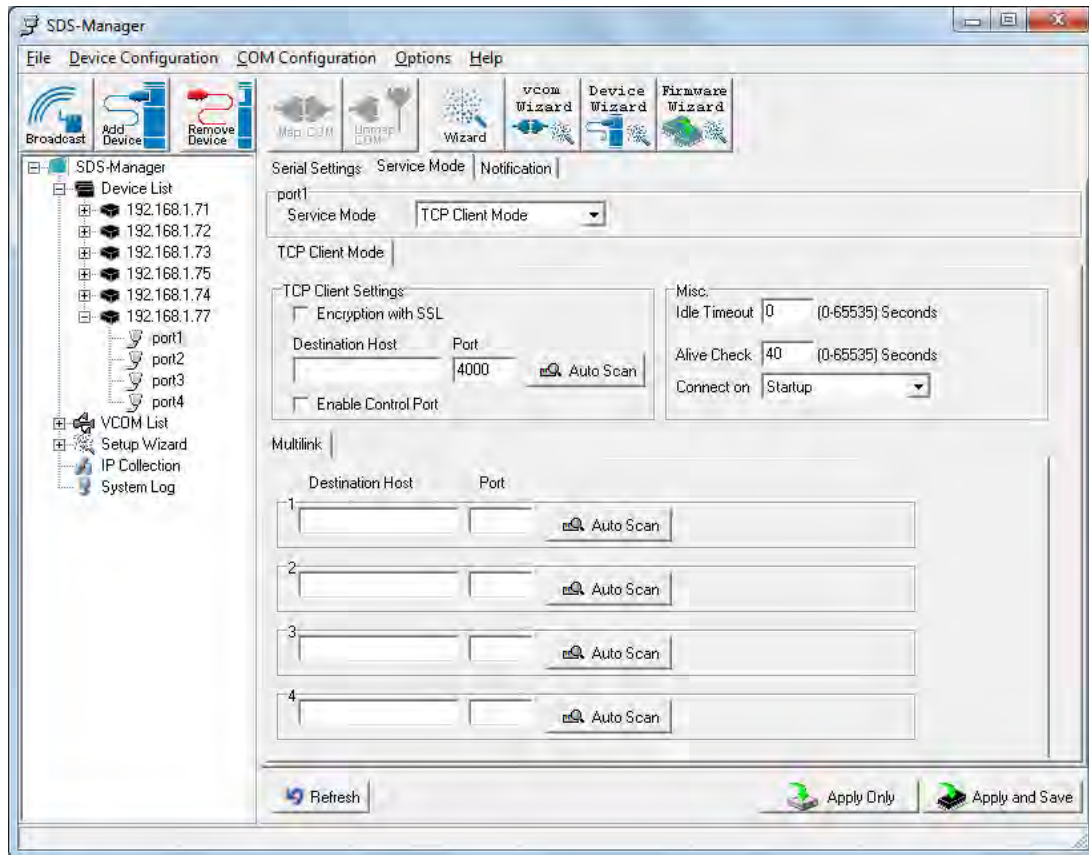 SDS-Manager
File Device Configuration COM Configuration Options Help
Broadcast
Add Device
Remove Device
Map COM
Unmap COM
Wizard
vcom Wizard
Device Wizard
Firmware Wizard
SDS-Manager
Device List
192.168.1.71
192.168.1.72
192.168.1.73
192.168.1.75
192.168.1.74
192.168.1.77
port1
port2
port3
port4
VCOM List
Setup Wizard
IP Collection
System Log
Serial Settings Service Mode Notification
port1
Service Mode TCP Client Mode
TCP Client Mode
TCP Client Settings
Encryption with SSL
Destination Host Port
4000 Auto Scan
Enable Control Port
Misc.
Idle Timeout 0 (0-65535) Seconds
Alive Check 40 (0-65535) Seconds
Connect on Startup
Multilink
Destination Host Port
1 Auto Scan
2 Auto Scan
3 Auto Scan
4 Auto Scan
Refresh Apply Only Apply and Save